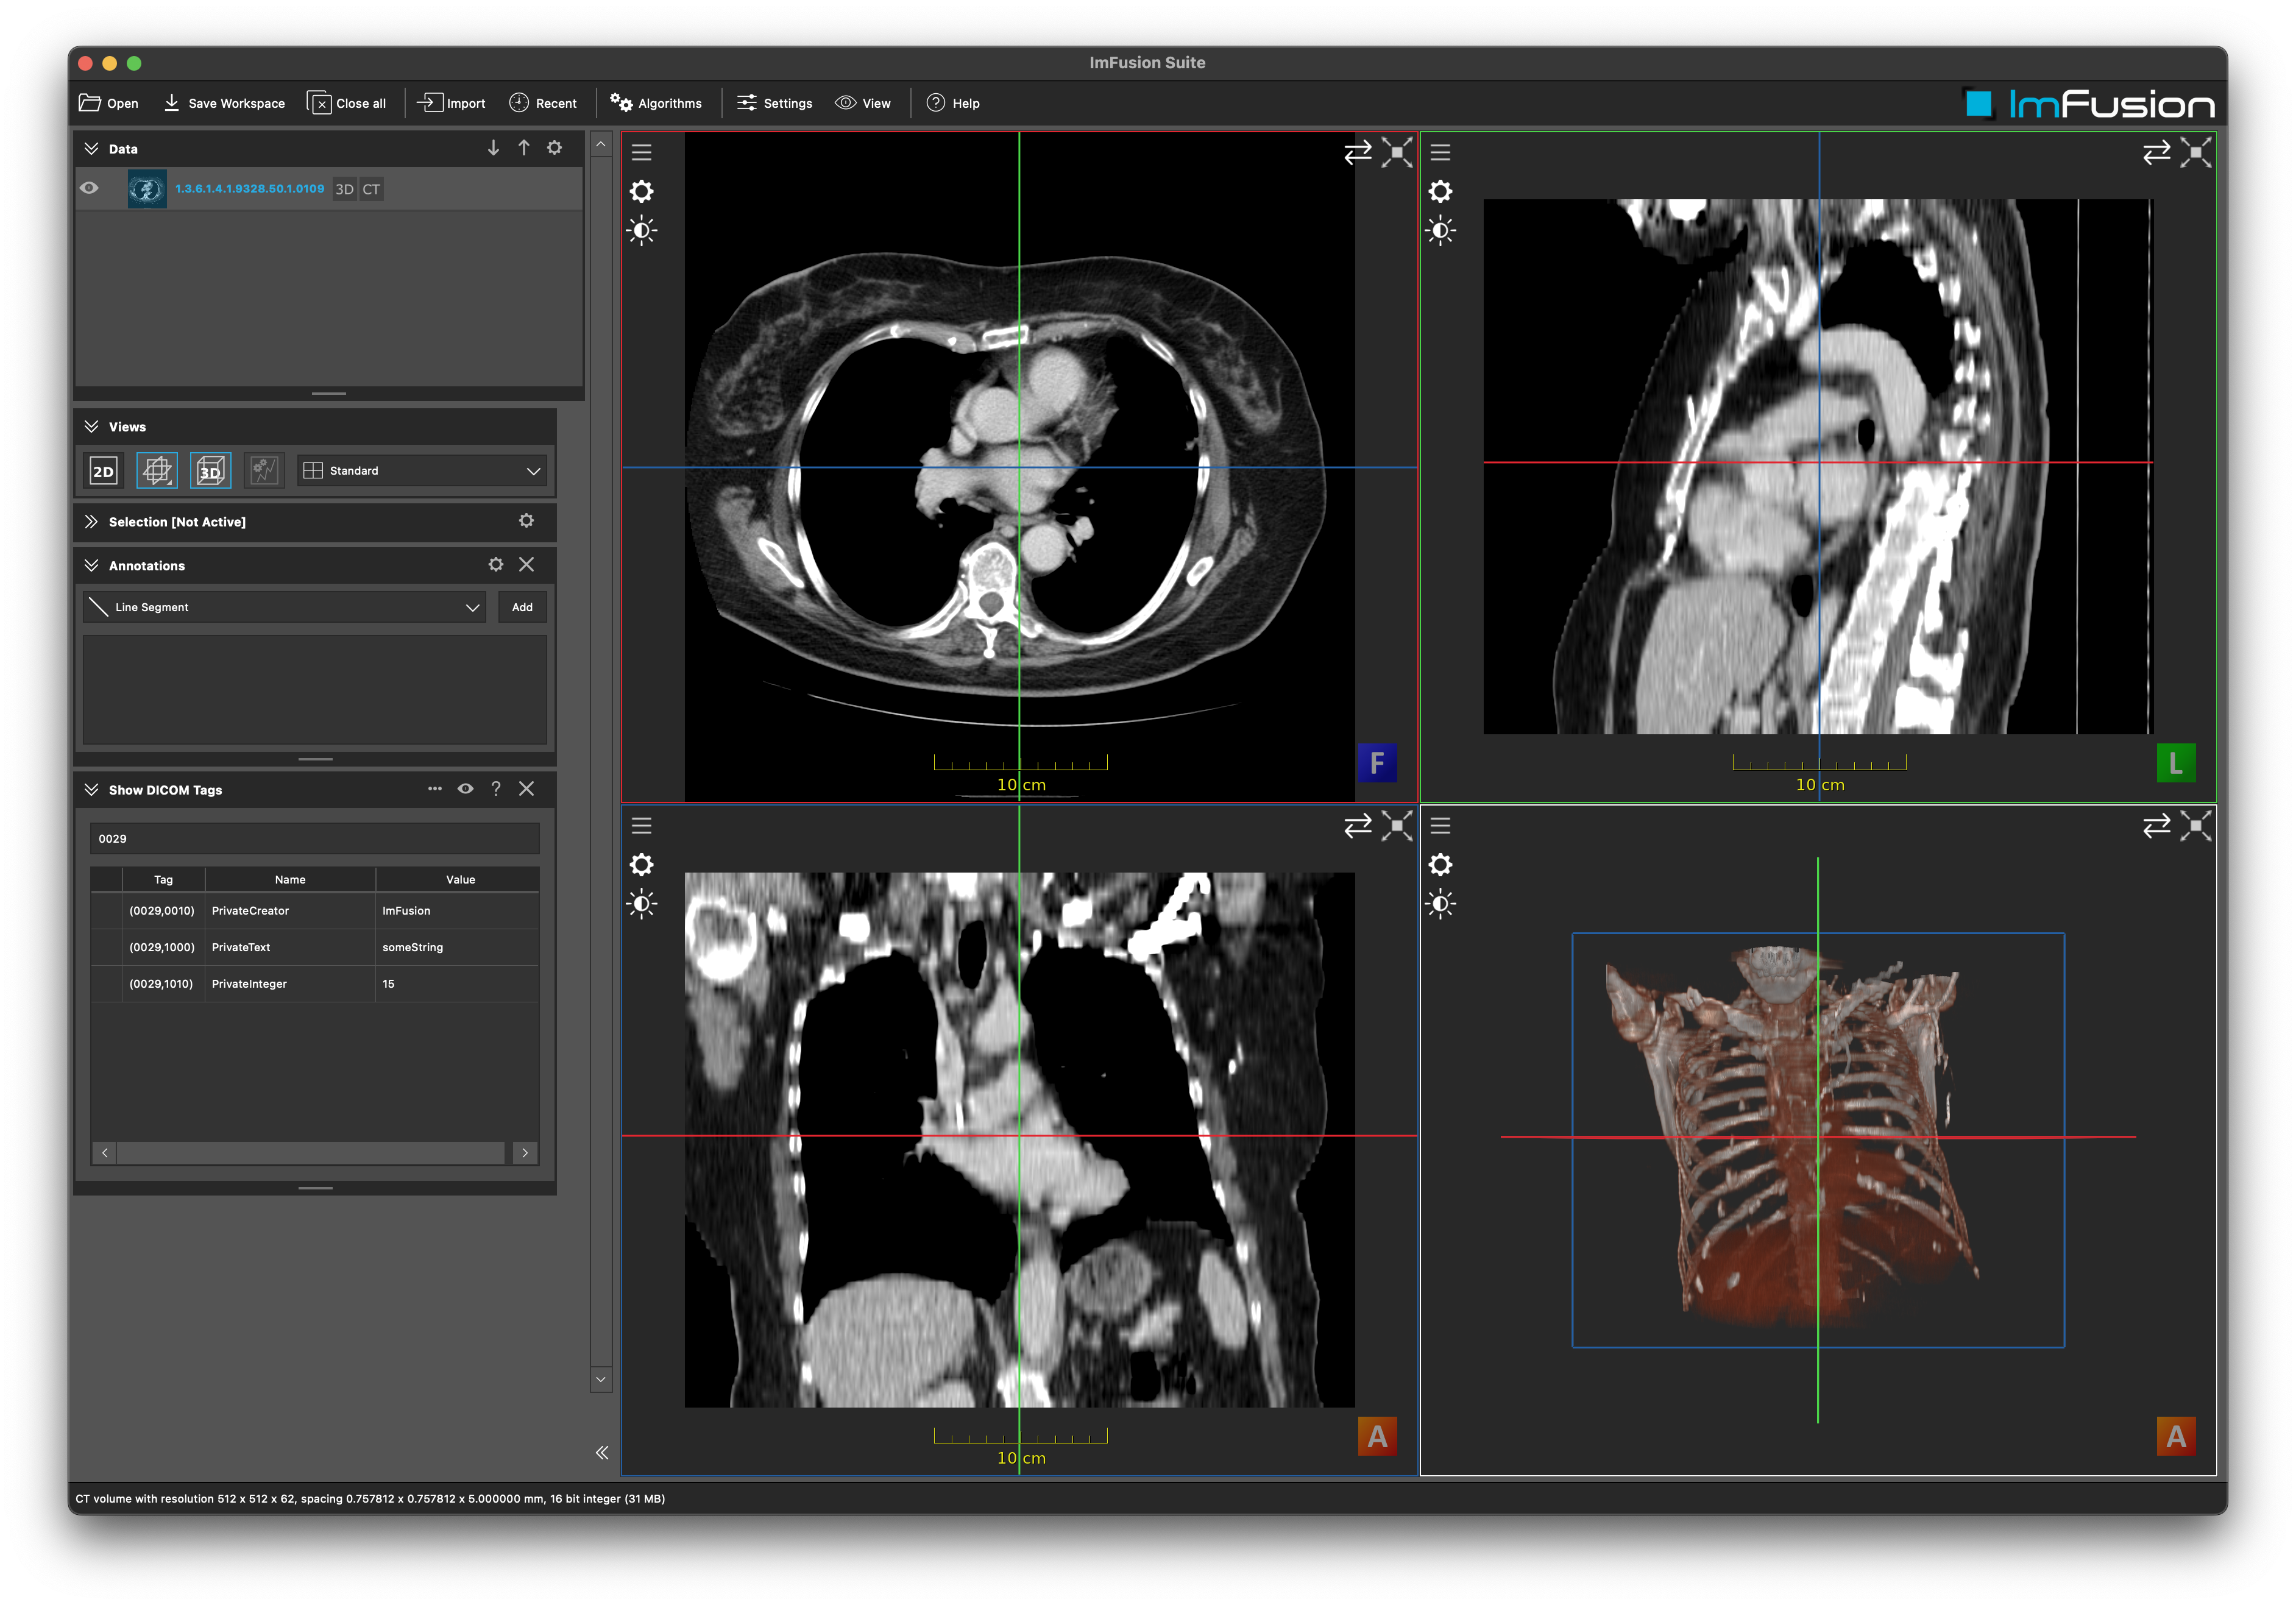 ImFusion Suite
Open Save Workspace Close all Import Recent Algorithms Settings View Help
ImFusion
Data
1.3.6.1.4.1.9328.50.1.0109 3D CT
Views
2D 3D Standard
Selection [Not Active]
Annotations
Line Segment Add
Show DICOM Tags
0029
Tag Name Value
(0029,0010) PrivateCreator ImFusion
(0029,1000) PrivateText someString
(0029,1010) PrivateInteger 15
10 cm
F
10 cm
L
10 cm
A
A
CT volume with resolution 512 x 512 x 62, spacing 0.757812 x 0.757812 x 5.000000 mm, 16 bit integer (31 MB)